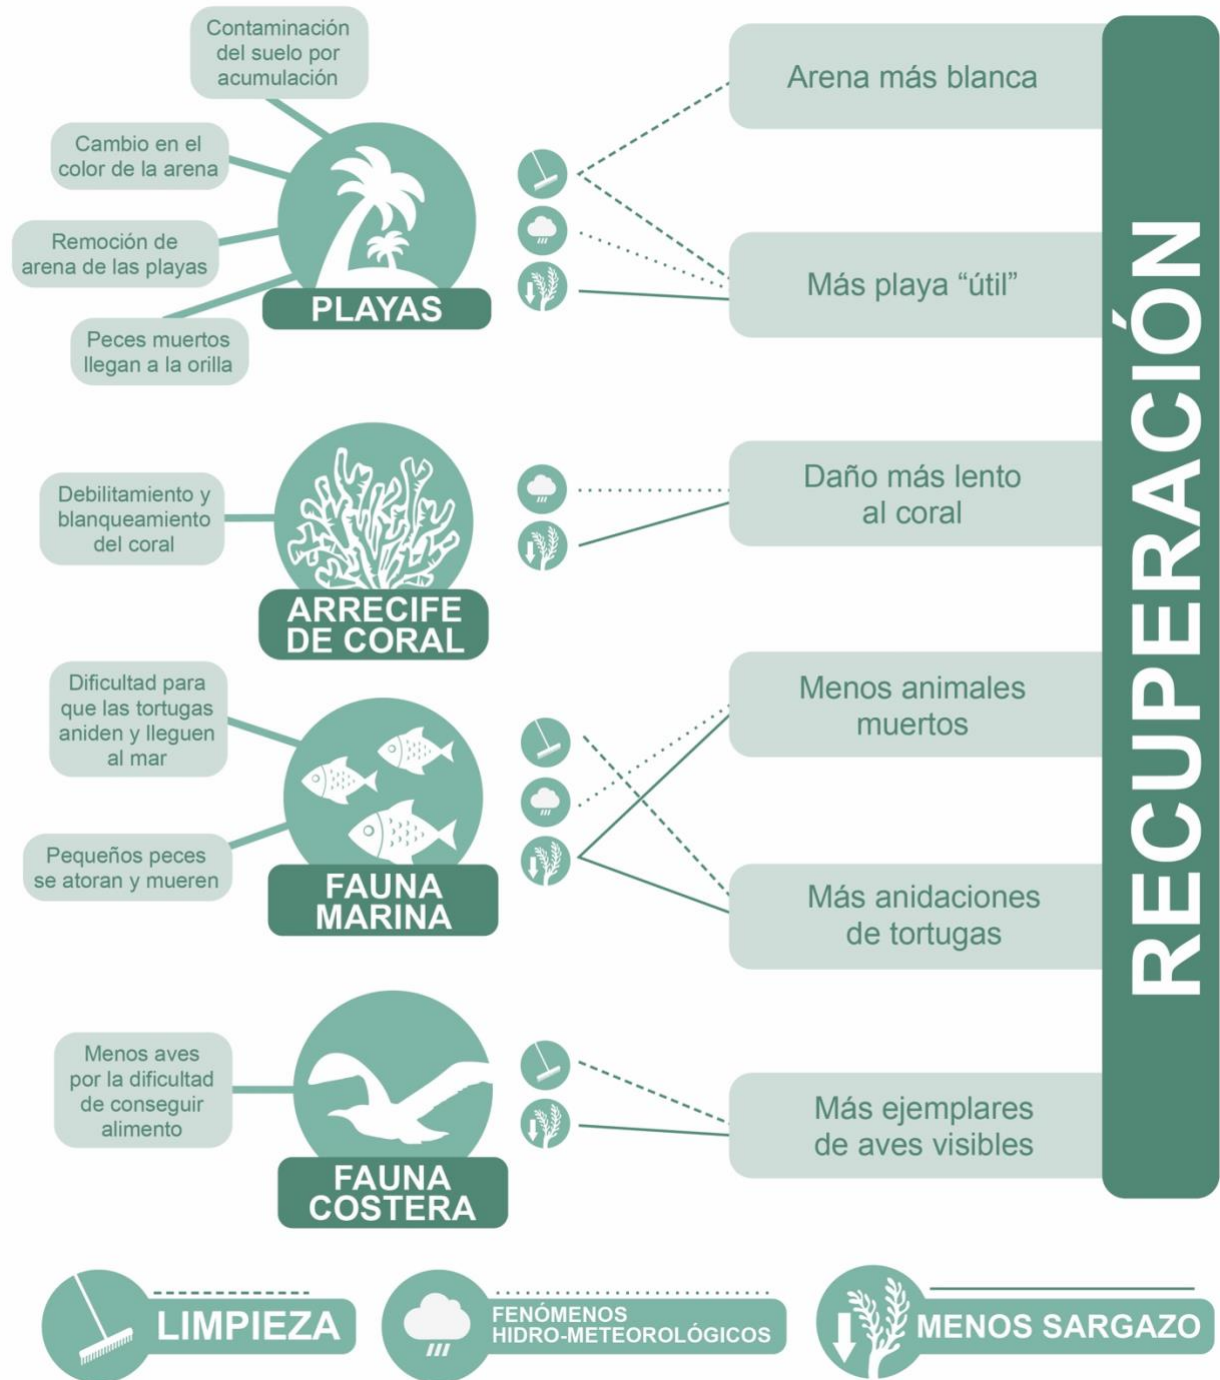 Contaminación
del suelo por
acumulación
Cambio en el
color de la arena
Remoción de
arena de las playas
Peces muertos
llegan a la orilla
PLAYAS
Arena más blanca
Más playa “útil”
Debilitamiento y
blanqueamiento
del coral
ARRECIFE
DE CORAL
Daño más lento
al coral
Dificultad para
que las tortugas
aniden y lleguen
al mar
Pequeños peces
se atoran y mueren
FAUNA
MARINA
Menos animales
muertos
Más anidaciones
de tortugas
Menos aves
por la dificultad
de conseguir
alimento
FAUNA
COSTERA
Más ejemplares
de aves visibles
RECUPERACIÓN
LIMPIEZA
FENÓMENOS
HIDRO-METEOROLÓGICOS
MENOS SARGAZO